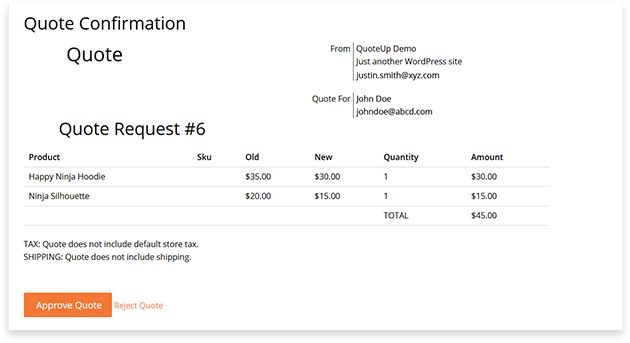 Quote Confirmation
Quote
From QuoteUp Demo
Just another WordPress site
justin.smith@xyz.com
Quote For John Doe
johndoe@abcd.com
Quote Request #6
Product Sku Old New Quantity Amount
Happy Ninja Hoodie $35.00 $30.00 1 $30.00
Ninja Silhouette $20.00 $15.00 1 $15.00
TOTAL $45.00
TAX: Quote does not include default store tax.
SHIPPING: Quote does not include shipping.
Approve Quote Reject Quote